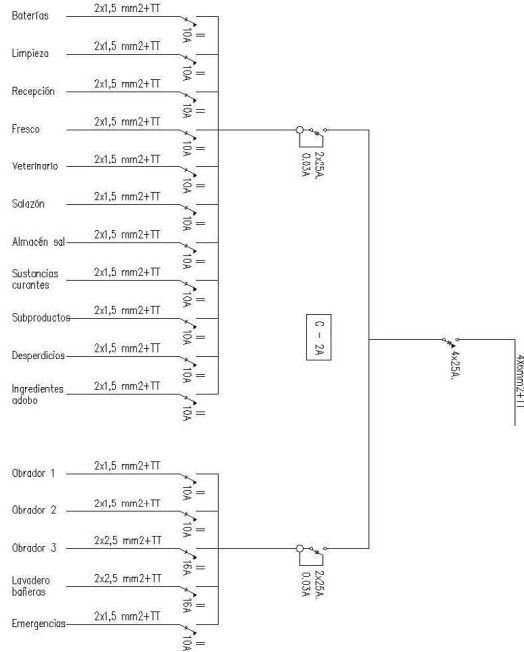 Baterías
2x1,5 mm2+TT
10A
Limpieza
2x1,5 mm2+TT
10A
Recepción
2x1,5 mm2+TT
10A
Fresco
2x1,5 mm2+TT
10A
Veterinario
2x1,5 mm2+TT
10A
Salazón
2x1,5 mm2+TT
10A
Almacén sal
2x1,5 mm2+TT
10A
Sustancias
curantes
2x1,5 mm2+TT
10A
Subproductos
2x1,5 mm2+TT
10A
Desperdicios
2x1,5 mm2+TT
10A
Ingredientes
adobo
2x1,5 mm2+TT
10A
2x25A.
0.03A
C - 2A
4x25A.
4x6mm2+TT
Obrador 1
2x1,5 mm2+TT
10A
Obrador 2
2x1,5 mm2+TT
10A
Obrador 3
2x2,5 mm2+TT
16A
Lavadero
bañeras
2x2,5 mm2+TT
16A
Emergencias
2x1,5 mm2+TT
10A
2x25A.
0.03A